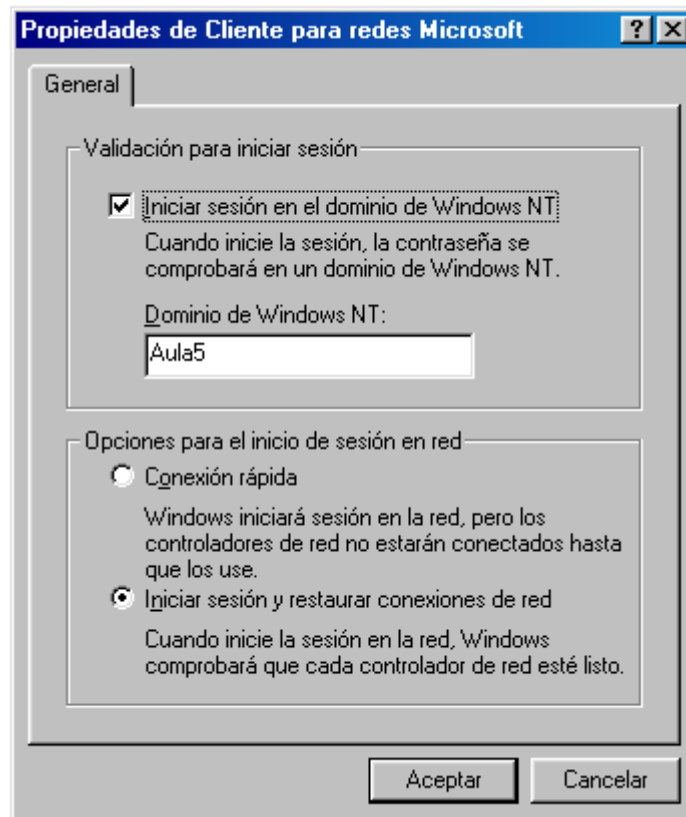 Propiedades de Cliente para redes Microsoft
General
Validación para iniciar sesión
Iniciar sesión en el dominio de Windows NT
Cuando inicie la sesión, la contraseña se
comprobará en un dominio de Windows NT.
Dominio de Windows NT:
Aula5
Opciones para el inicio de sesión en red
Conexión rápida
Windows iniciará sesión en la red, pero los
controladores de red no estarán conectados hasta
que los use.
Iniciar sesión y restaurar conexiones de red
Cuando inicie la sesión en la red, Windows
comprobará que cada controlador de red esté listo.
Aceptar Cancelar